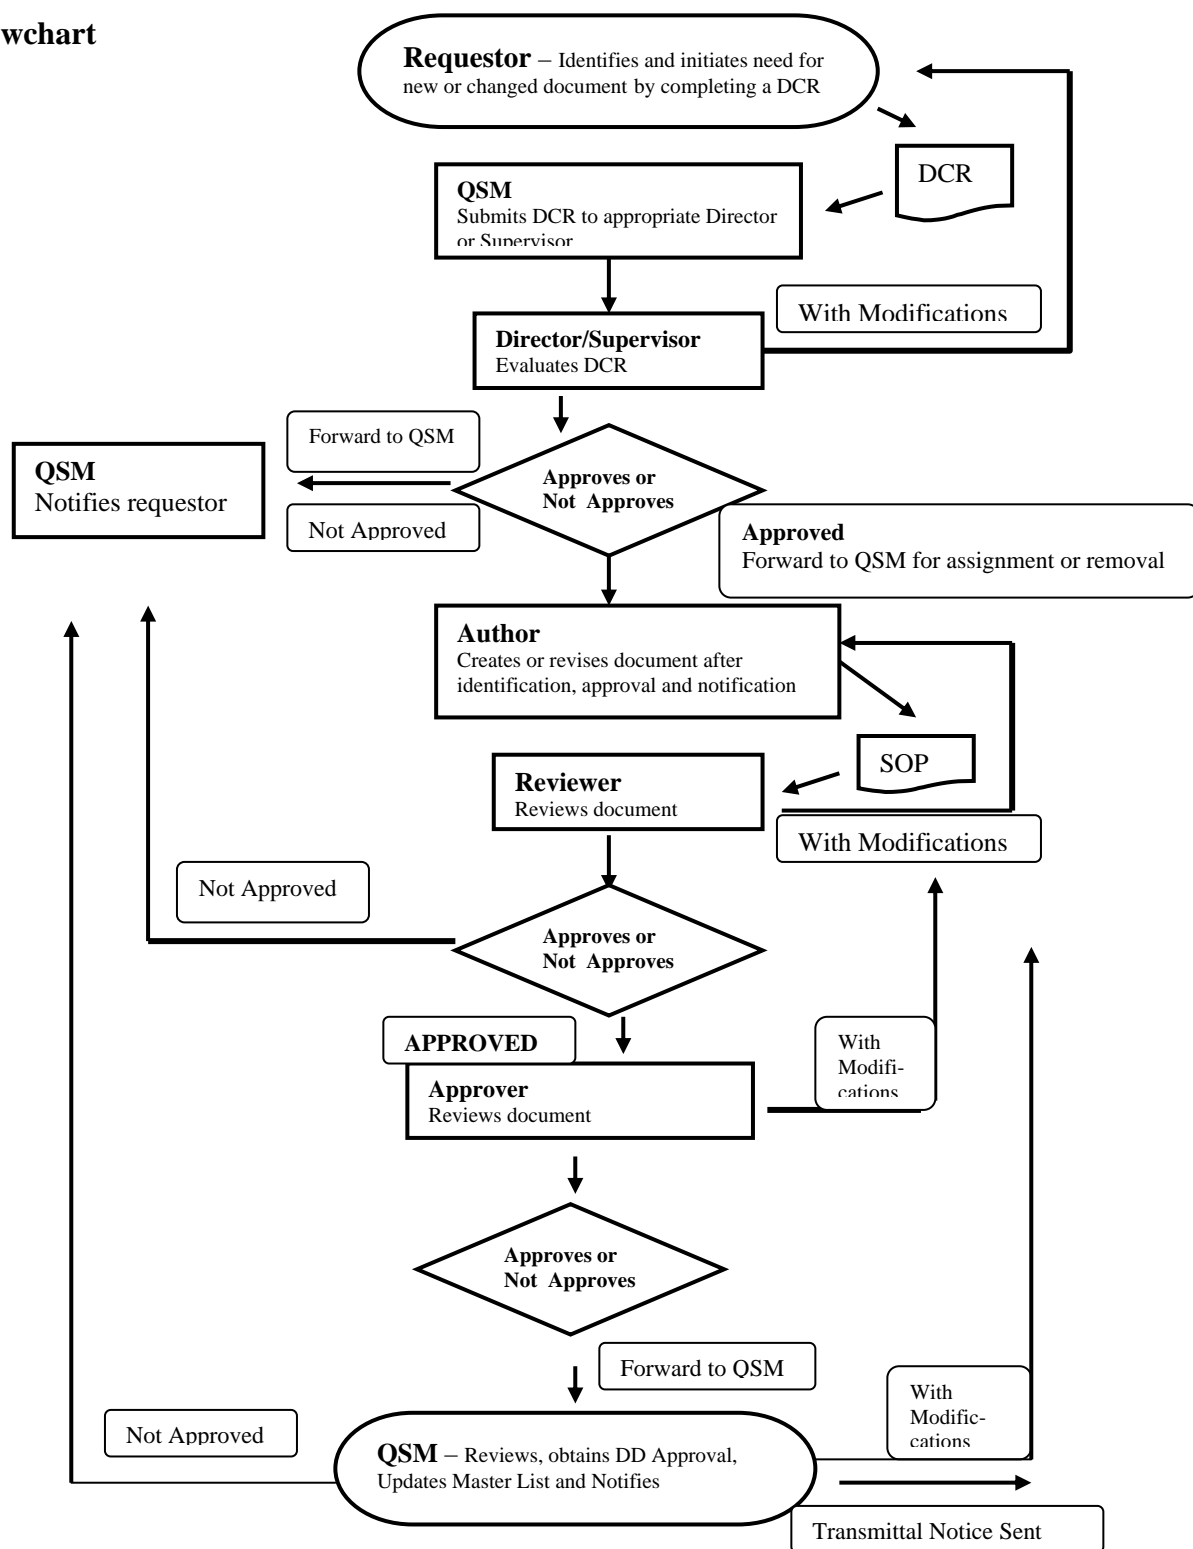 wchart
Requestor – Identifies and initiates need for
new or changed document by completing a DCR
DCR
QSM
Submits DCR to appropriate Director
or Supervisor
With Modifications
Director/Supervisor
Evaluates DCR
Forward to QSM
QSM
Notifies requestor
Approves or
Not Approves
Not Approved
Approved
Forward to QSM for assignment or removal
Author
Creates or revises document after
identification, approval and notification
SOP
Reviewer
Reviews document
With Modifications
Not Approved
Approves or
Not Approves
APPROVED
With
Modifi-
cations
Approver
Reviews document
Approves or
Not Approves
Forward to QSM
With
Modific-
cations
Not Approved
QSM – Reviews, obtains DD Approval,
Updates Master List and Notifies
Transmittal Notice Sent